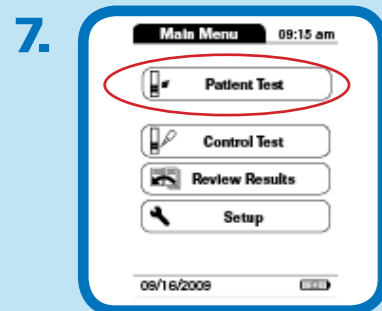 7.
Main Menu 09:15 am
Patient Test
Control Test
Review Results
Setup
09/16/2009